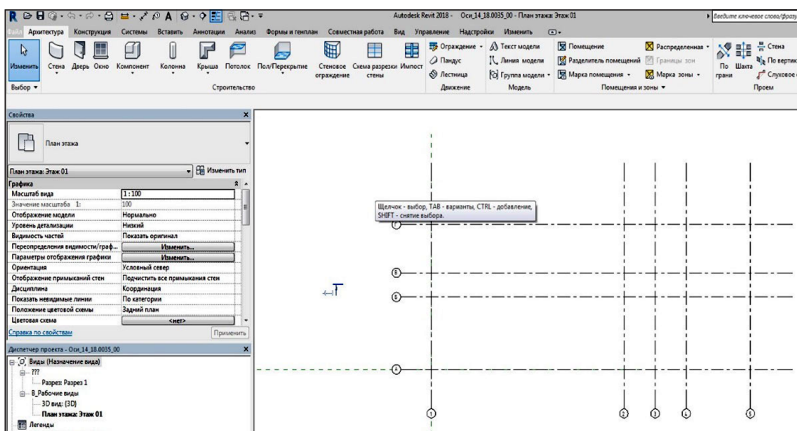 Autodesk Revit 2018 - Оси_14_18.0035_00 - План этажа: Этаж 01
Введите ключевое слово/фразу
Архитектура Конструкция Системы Вставить Аннотации Анализ Формы и генплан Совместная работа Вид Управление Надстройки Изменить
Изменить Стена Дверь Окно Компонент Колонна Крыша Потолок Пол/Перекрытие Стеновое ограждение Схема разрезки стены Импост
Ограждение Пандус Лестница
A Текст модели Линия модели Группа модели
Помещение Разделитель помещений Марка помещения
Распределенная Границы зон Марка зоны
По грани Шахта Стена По вертик Слуховое
Выбор Строительство Движение Модель Помещения и зоны Проем
Свойства
План этажа
План этажа: Этаж 01 Изменить тип
Графика
Масштаб вида 1 : 100
Значение масштаба 1: 100
Отображение модели Нормально
Уровень детализации Низкий
Видимость частей Показать оригинал
Переопределения видимости/граф... Изменить...
Параметры отображения графики Изменить...
Ориентация Условный север
Отображение примыканий стен Подчистить все примыкания стен
Дисциплина Координация
Показать невидимые линии По категории
Положение цветовой схемы Задний план
Цветовая схема <нет>
Справка по свойствам Применить
Диспетчер проекта - Оси_14_18.0035_00
Виды (Назначение вида)
???
Разрез: Разрез 1
В_Рабочие виды
3D вид: {3D}
План этажа: Этаж 01
Легенды
Щелчок - выбор, TAB - варианты, CTRL - добавление,
SHIFT - снятие выбора.
Г
В
Б
А
1 2 3 4 5